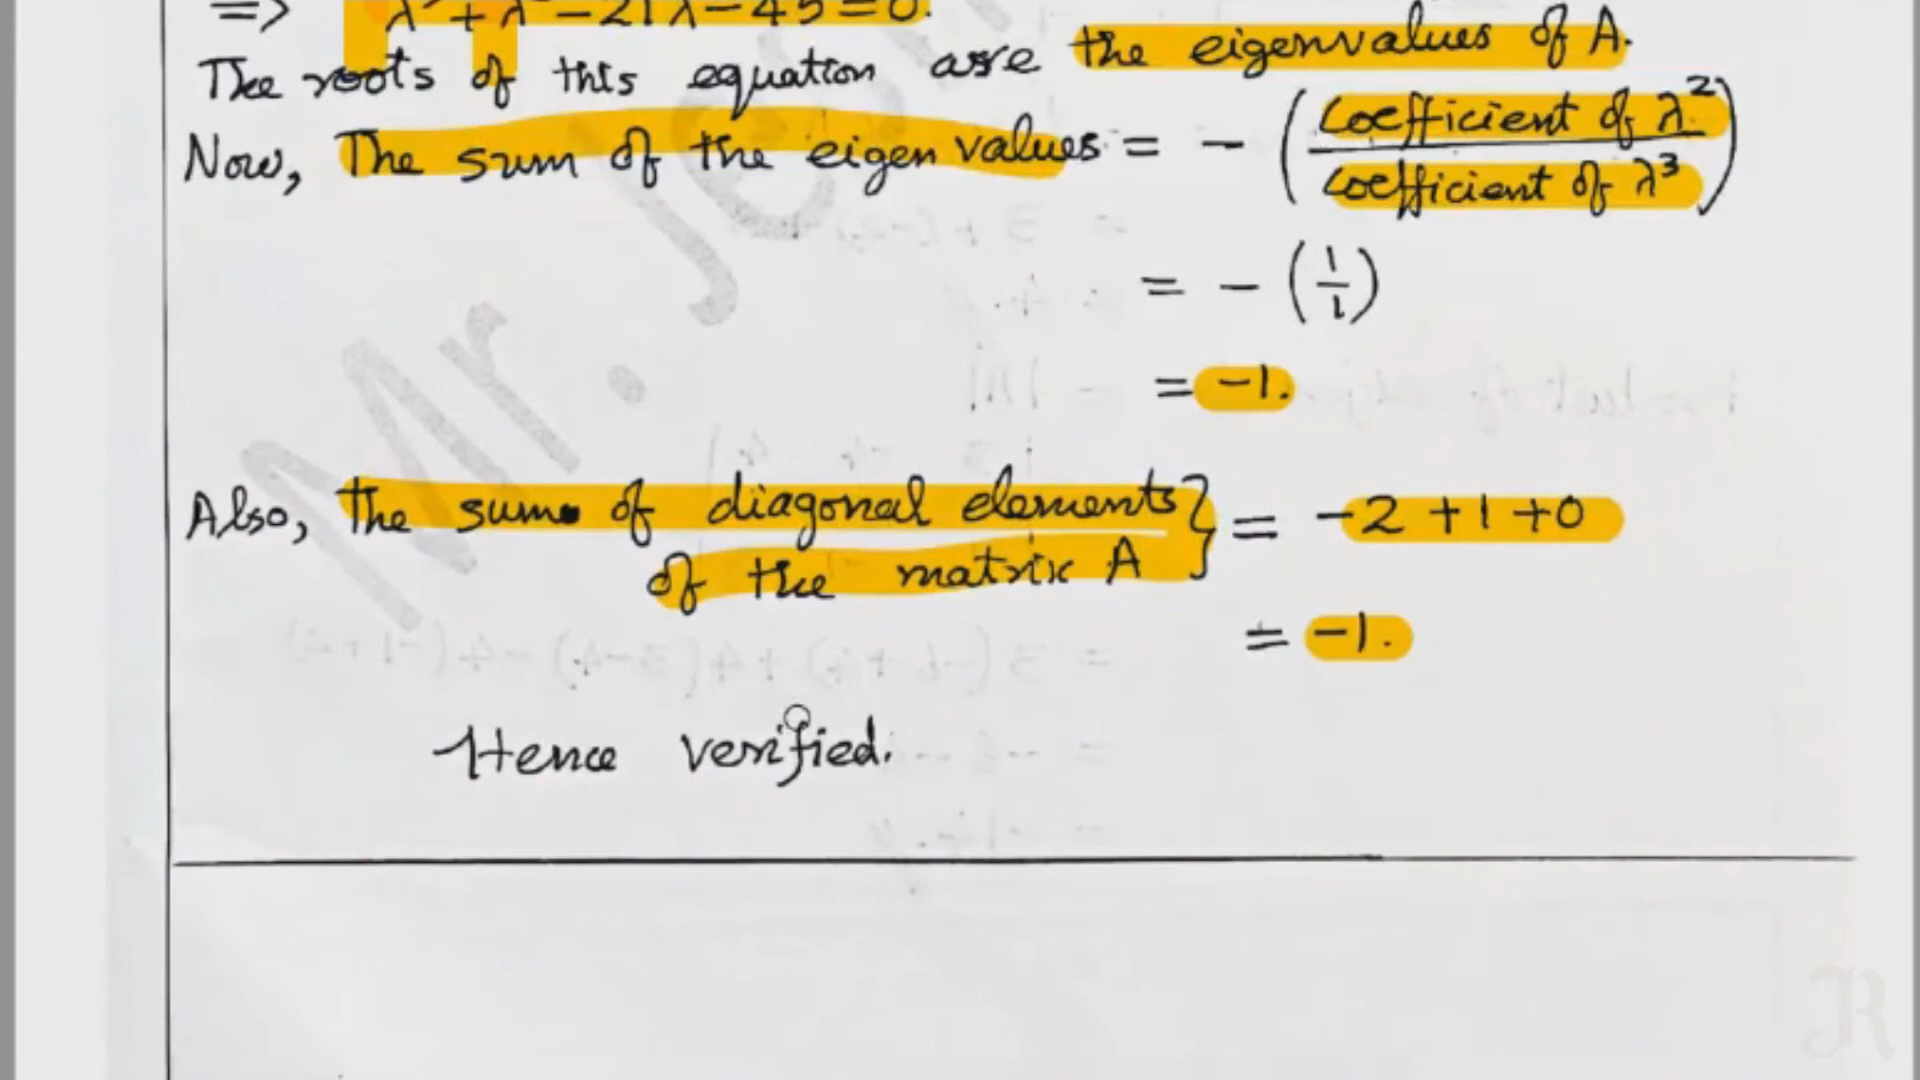 => λ³+λ²-21λ-45=0.
The roots of this equation are the eigenvalues of A.
Now, The sum of the eigen values = - (coefficient of λ² / coefficient of λ³)
= - (1/1)
= -1.
Also, the sum of diagonal elements of the matrix A } = -2+1+0
= -1.
Hence verified.
Mr.
R